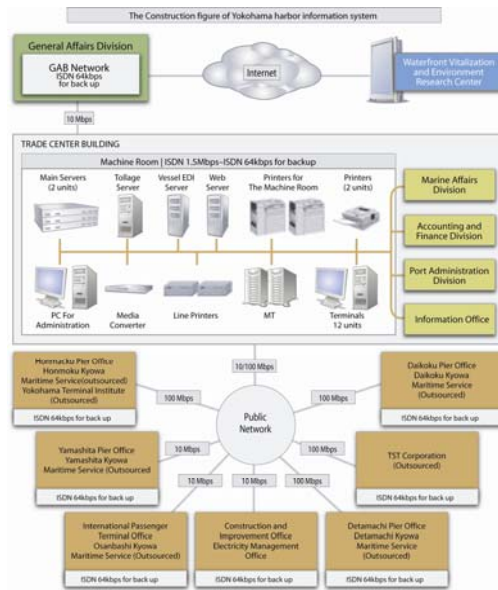 The Construction figure of Yokohama harbor information system
General Affairs Division
GAB Network
ISDN 64kbps
for back up
Internet
Waterfront Vitalization
and Environment
Research Center
10 Mbps
TRADE CENTER BUILDING
Machine Room | ISDN 1.5Mbps–ISDN 64kbps for backup
Main Servers
(2 units)
Tollage
Server
Vessel EDI
Server
Web
Server
Printers for
The Machine Room
Printers
(2 units)
Marine Affairs
Division
Accounting and
Finance Division
Port Administration
Division
Information Office
PC For
Administration
Media
Converter
Line Printers
MT
Terminals
12 units
10/100 Mbps
Public
Network
Honmacku Pier Office
Honmoku Kyowa
Maritime Service(outsourced)
Yokohama Terminal Institute
(Outsourced)
ISDN 64kbps for back up
100 Mbps
100 Mbps
Daikoku Pier Office
Daikoku Kyowa
Maritime Service
(Outsourced)
ISDN 64kbps for back up
Yamashita Pier Office
Yamashita Kyowa
Maritime Service (Outsourced
ISDN 64kbps for back up
10 Mbps
100 Mbps
TST Corporation
(Outsourced)
ISDN 64kbps for back up
10 Mbps
10 Mbps
100 Mbps
International Passenger
Terminal Office
Osanbashi Kyowa
Maritime Service (Outsourced)
ISDN 64kbps for back up
Construction and
Improvement Office
Electricity Management
Office
ISDN 64kbps for back up
Detamachi Pier Office
Detamachi Kyowa
Maritime Service
(Outsourced)
ISDN 64kbps for back up